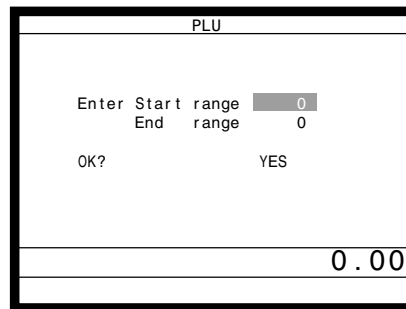 PLU
Enter Start range 0
End range 0
OK? YES
0.00